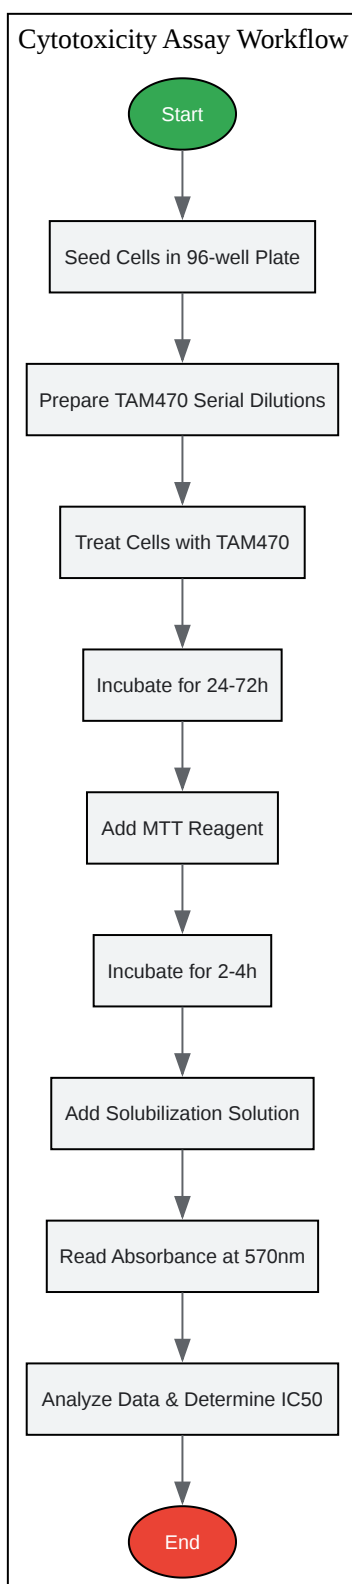 Cytotoxicity Assay Workflow
Start
Seed Cells in 96-well Plate
Prepare TAM470 Serial Dilutions
Treat Cells with TAM470
Incubate for 24-72h
Add MTT Reagent
Incubate for 2-4h
Add Solubilization Solution
Read Absorbance at 570nm
Analyze Data & Determine IC50
End